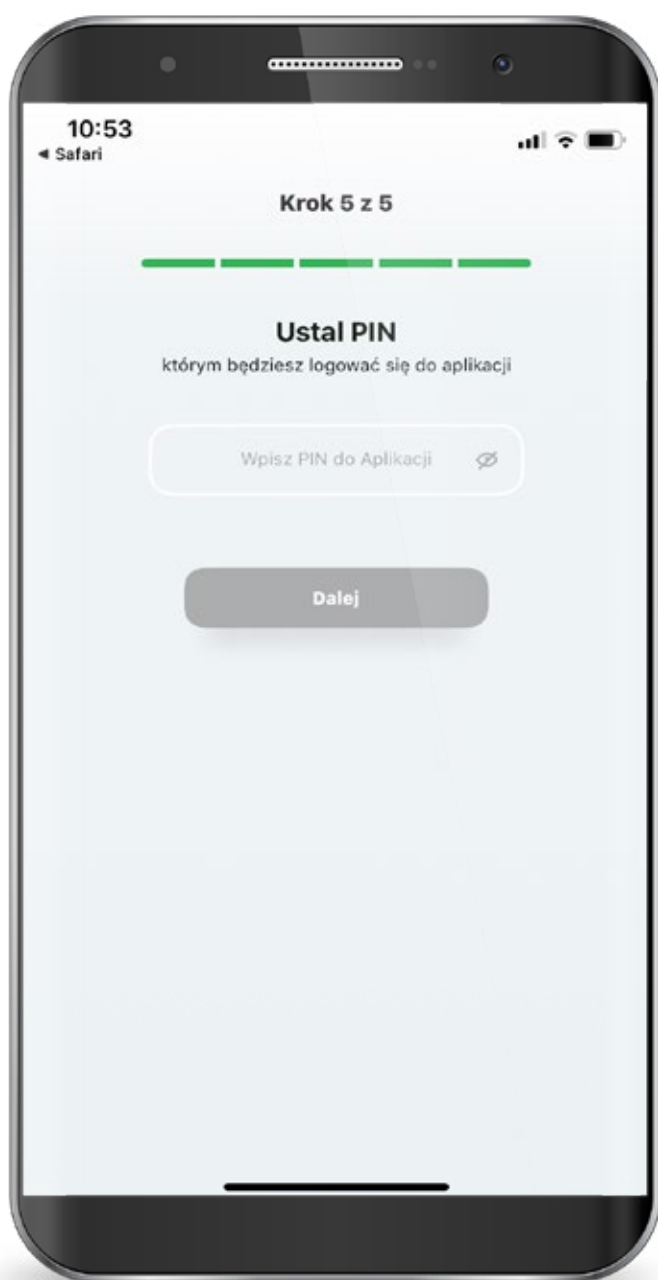 10:53
◄ Safari
Krok 5 z 5
Ustal PIN
którym będziesz logować się do aplikacji
Wpisz PIN do Aplikacji
Dalej